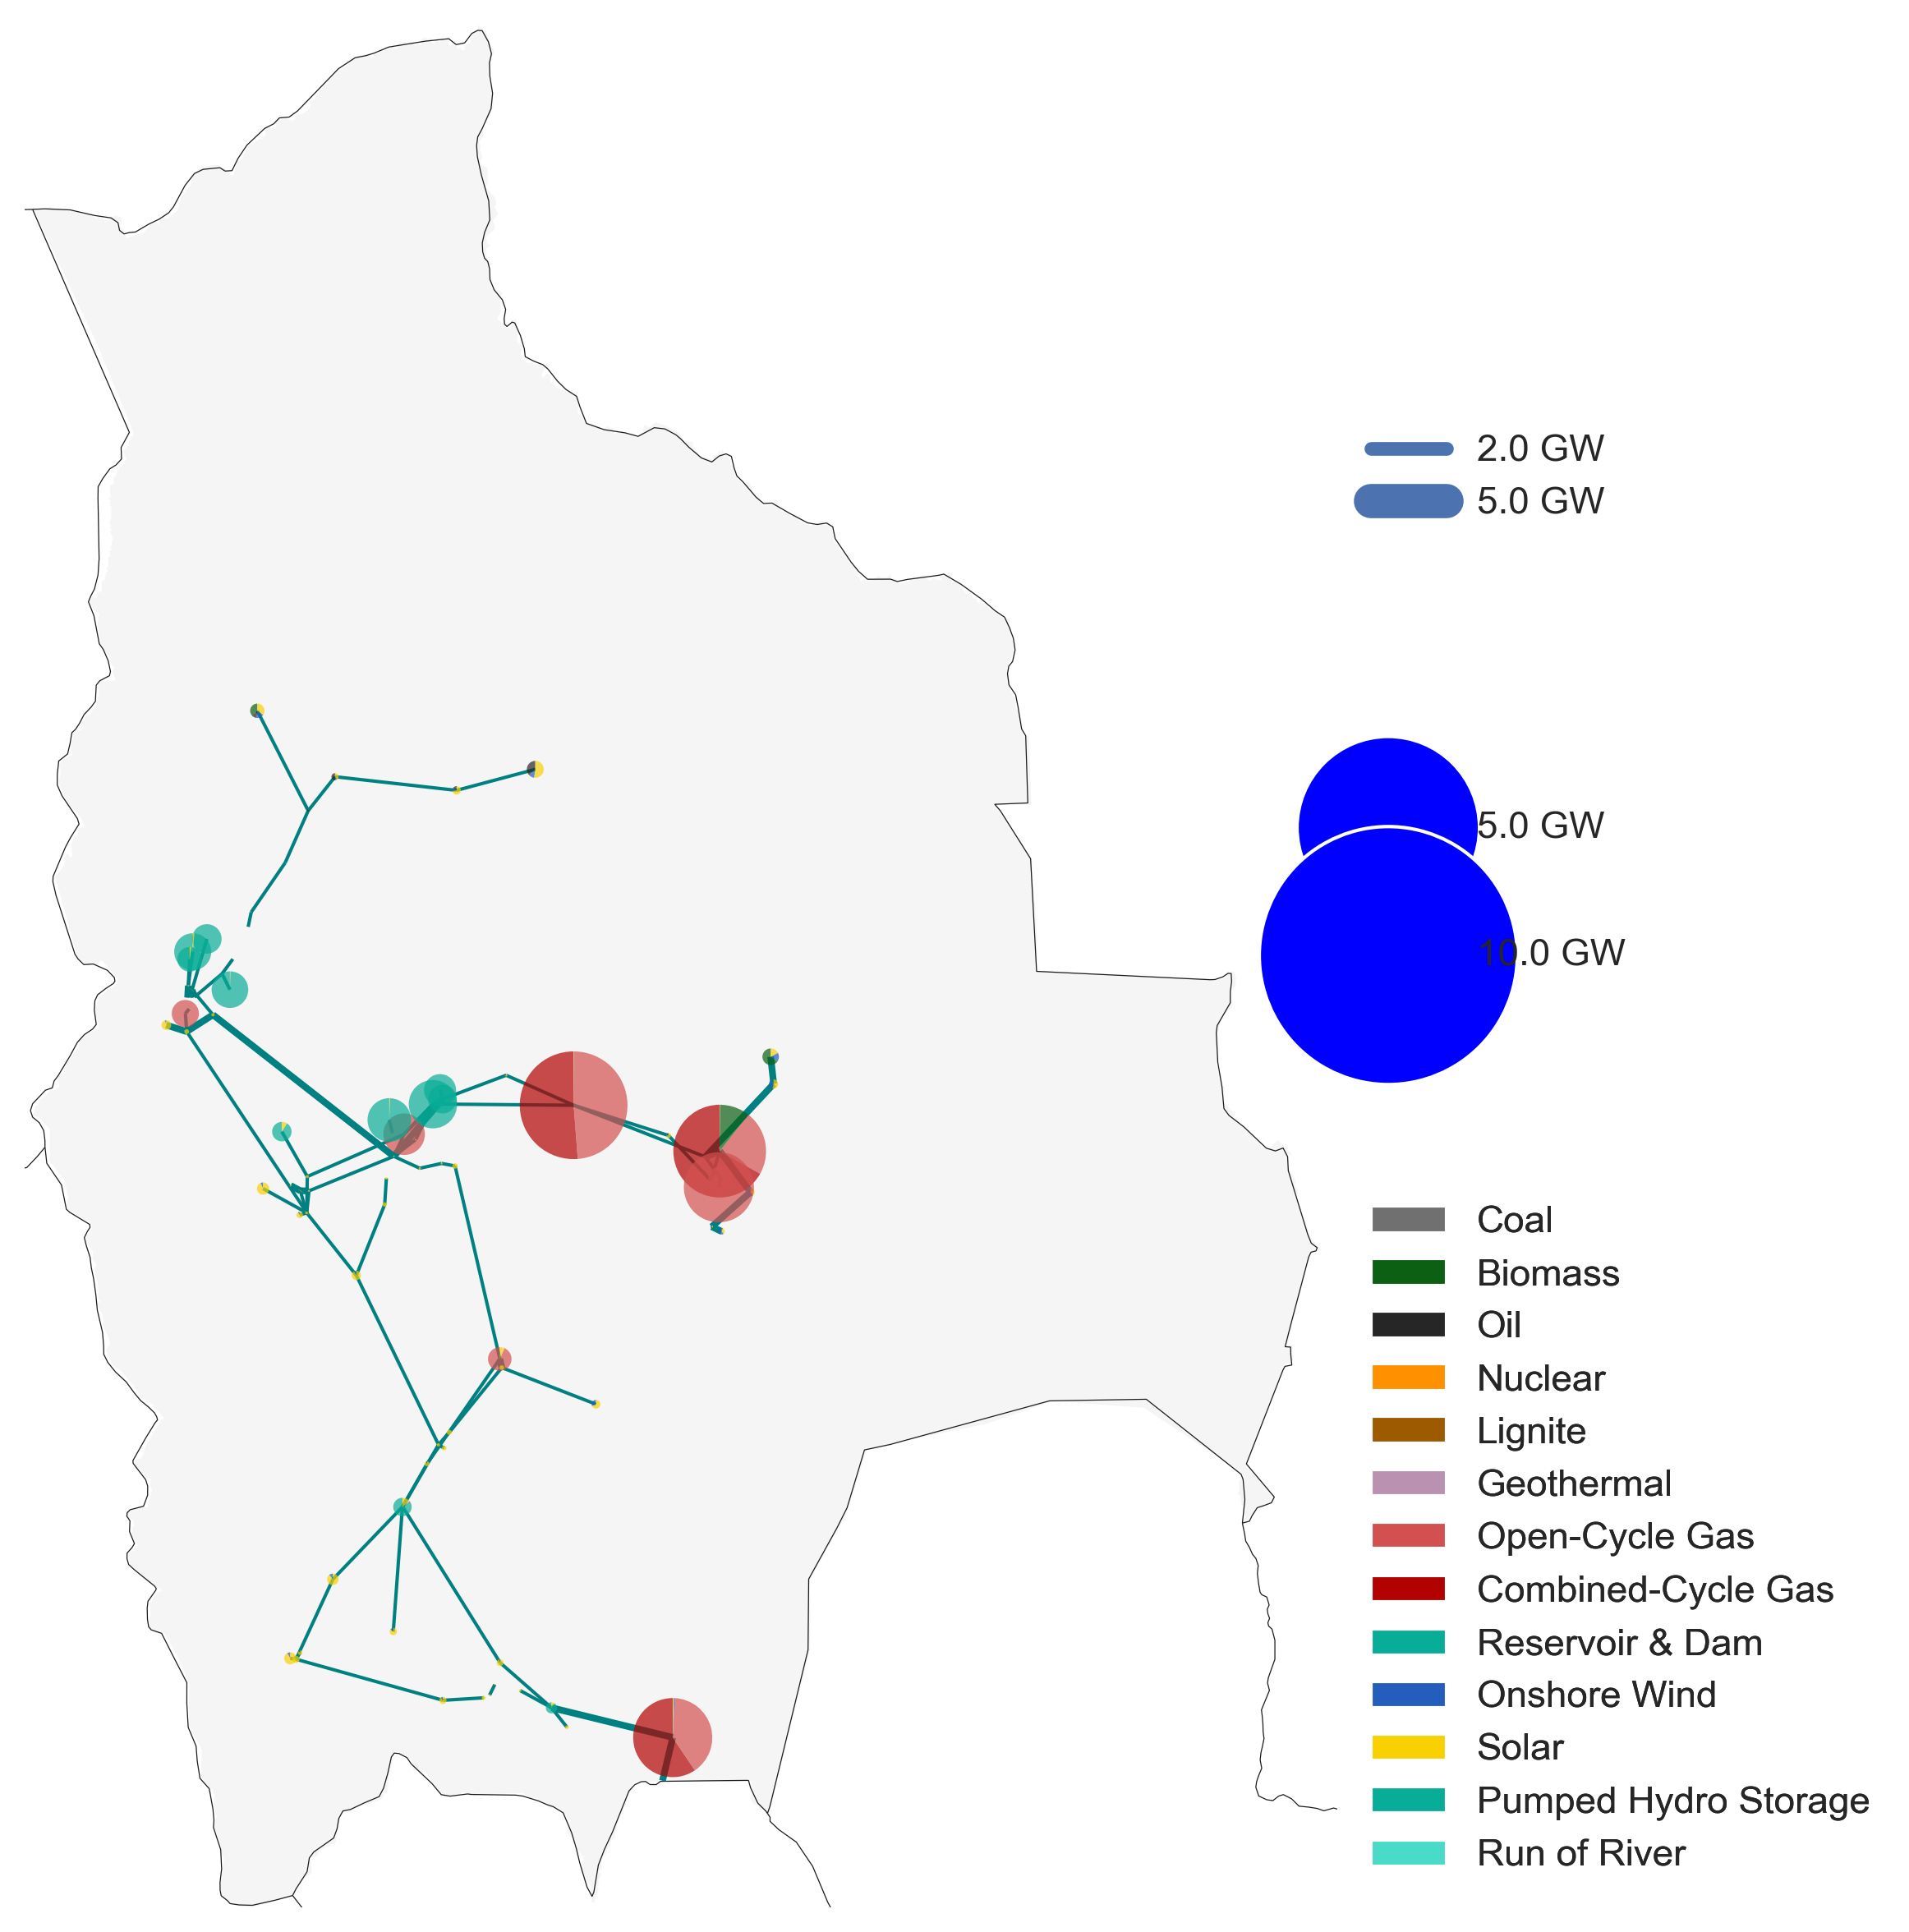 2.0 GW
5.0 GW
5.0 GW
10.0 GW
Coal
Biomass
Oil
Nuclear
Lignite
Geothermal
Open-Cycle Gas
Combined-Cycle Gas
Reservoir & Dam
Onshore Wind
Solar
Pumped Hydro Storage
Run of River